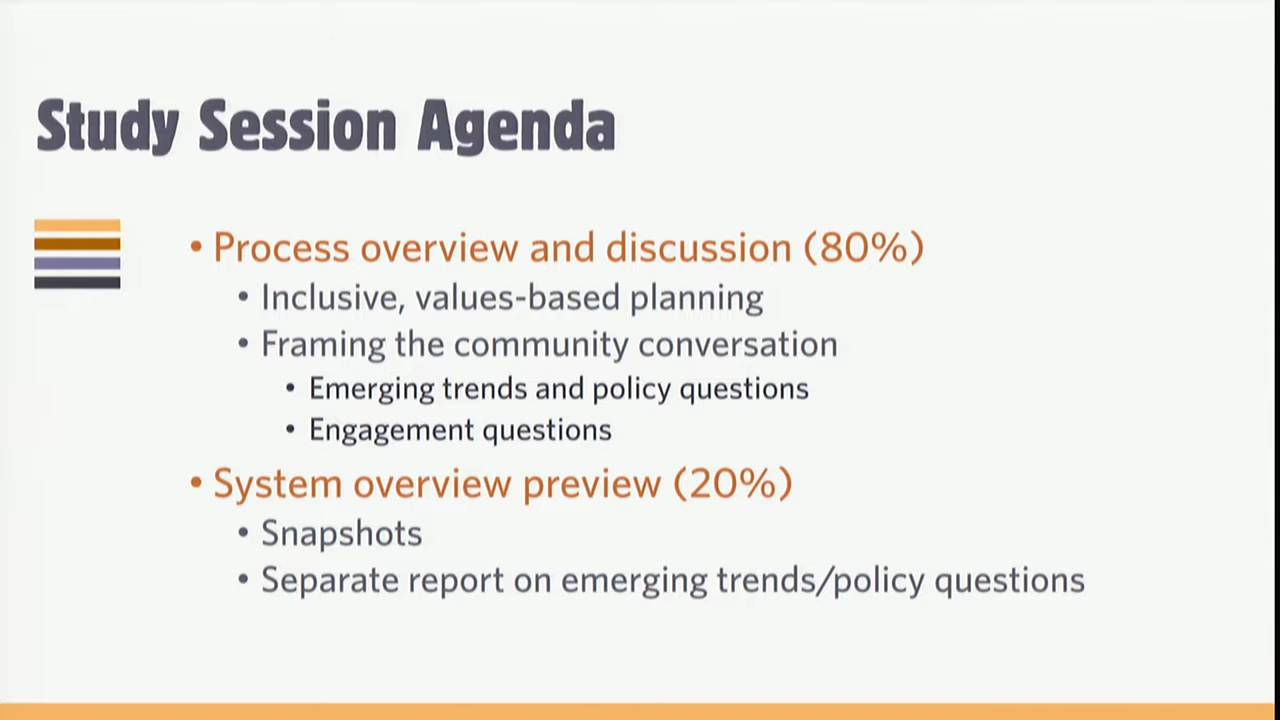 Study Session Agenda
• Process overview and discussion (80%)
• Inclusive, values-based planning
• Framing the community conversation
• Emerging trends and policy questions
• Engagement questions
• System overview preview (20%)
• Snapshots
• Separate report on emerging trends/policy questions